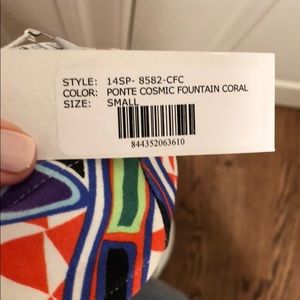 STYLE: 14SP- 8582-CFC
COLOR: PONTE COSMIC FOUNTAIN CORAL
SIZE: SMALL
844352063610